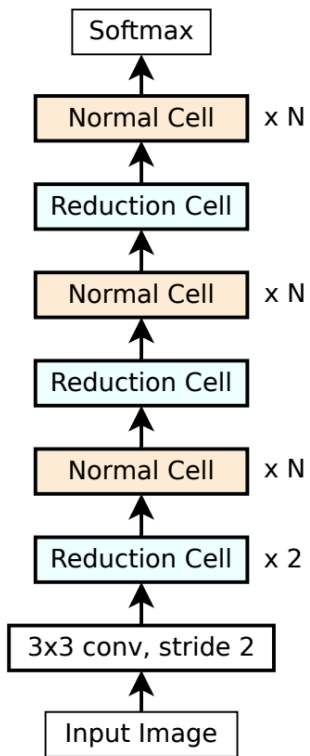 Softmax
Normal Cell x N
Reduction Cell
Normal Cell x N
Reduction Cell
Normal Cell x N
Reduction Cell x 2
3x3 conv, stride 2
Input Image